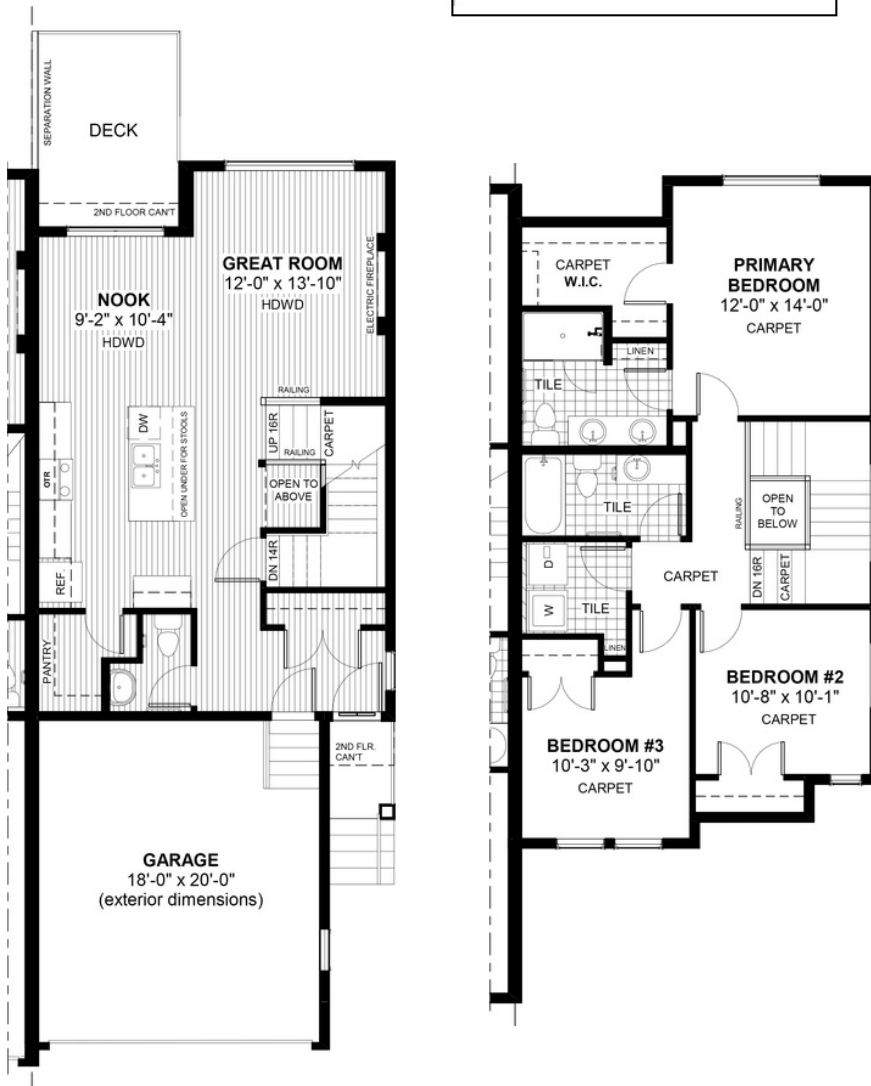 SEPARATION WALL
DECK
2ND FLOOR CAN'T
GREAT ROOM
12'-0" x 13'-10"
HDWD
ELECTRIC FIREPLACE
NOOK
9'-2" x 10'-4"
HDWD
RAILING
UP 16R
RAILING
CARPET
DW
OPEN UNDER FOR STOOLS
OTR
OPEN TO
ABOVE
DN 14R
REF.
PANTRY
2ND FLR.
CAN'T
GARAGE
18'-0" x 20'-0"
(exterior dimensions)
CARPET
W.I.C.
PRIMARY
BEDROOM
12'-0" x 14'-0"
CARPET
LINEN
TILE
TILE
RAILING
OPEN
TO
BELOW
D
W
TILE
LINEN
CARPET
DN 16R
CARPET
BEDROOM #2
10'-8" x 10'-1"
CARPET
BEDROOM #3
10'-3" x 9'-10"
CARPET